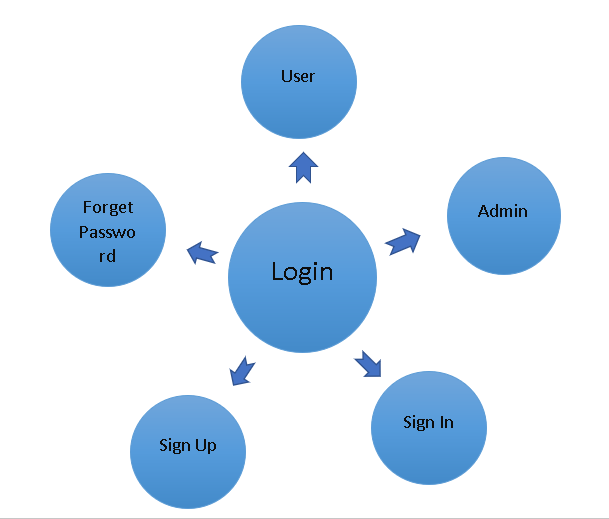 User
Admin
Forget
Passwo
rd
Login
Sign In
Sign Up